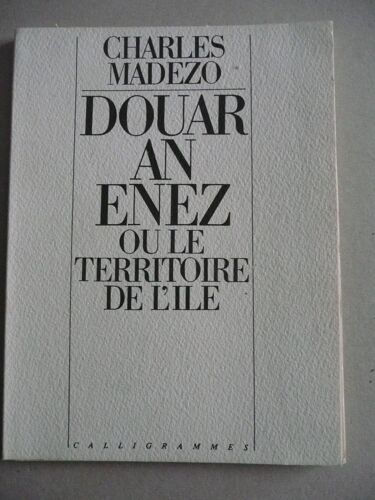 CHARLES
MADEZO
DOUAR
AN
ENEZ
OU LE
TERRITOIRE
DE L'ILE
CALLIGRAMMES